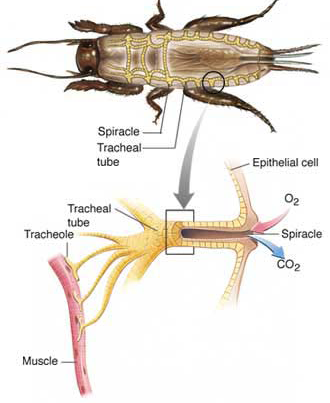 Spiracle
Tracheal
tube
Epithelial cell
O2
Tracheal
tube
Tracheole
Spiracle
CO2
Muscle